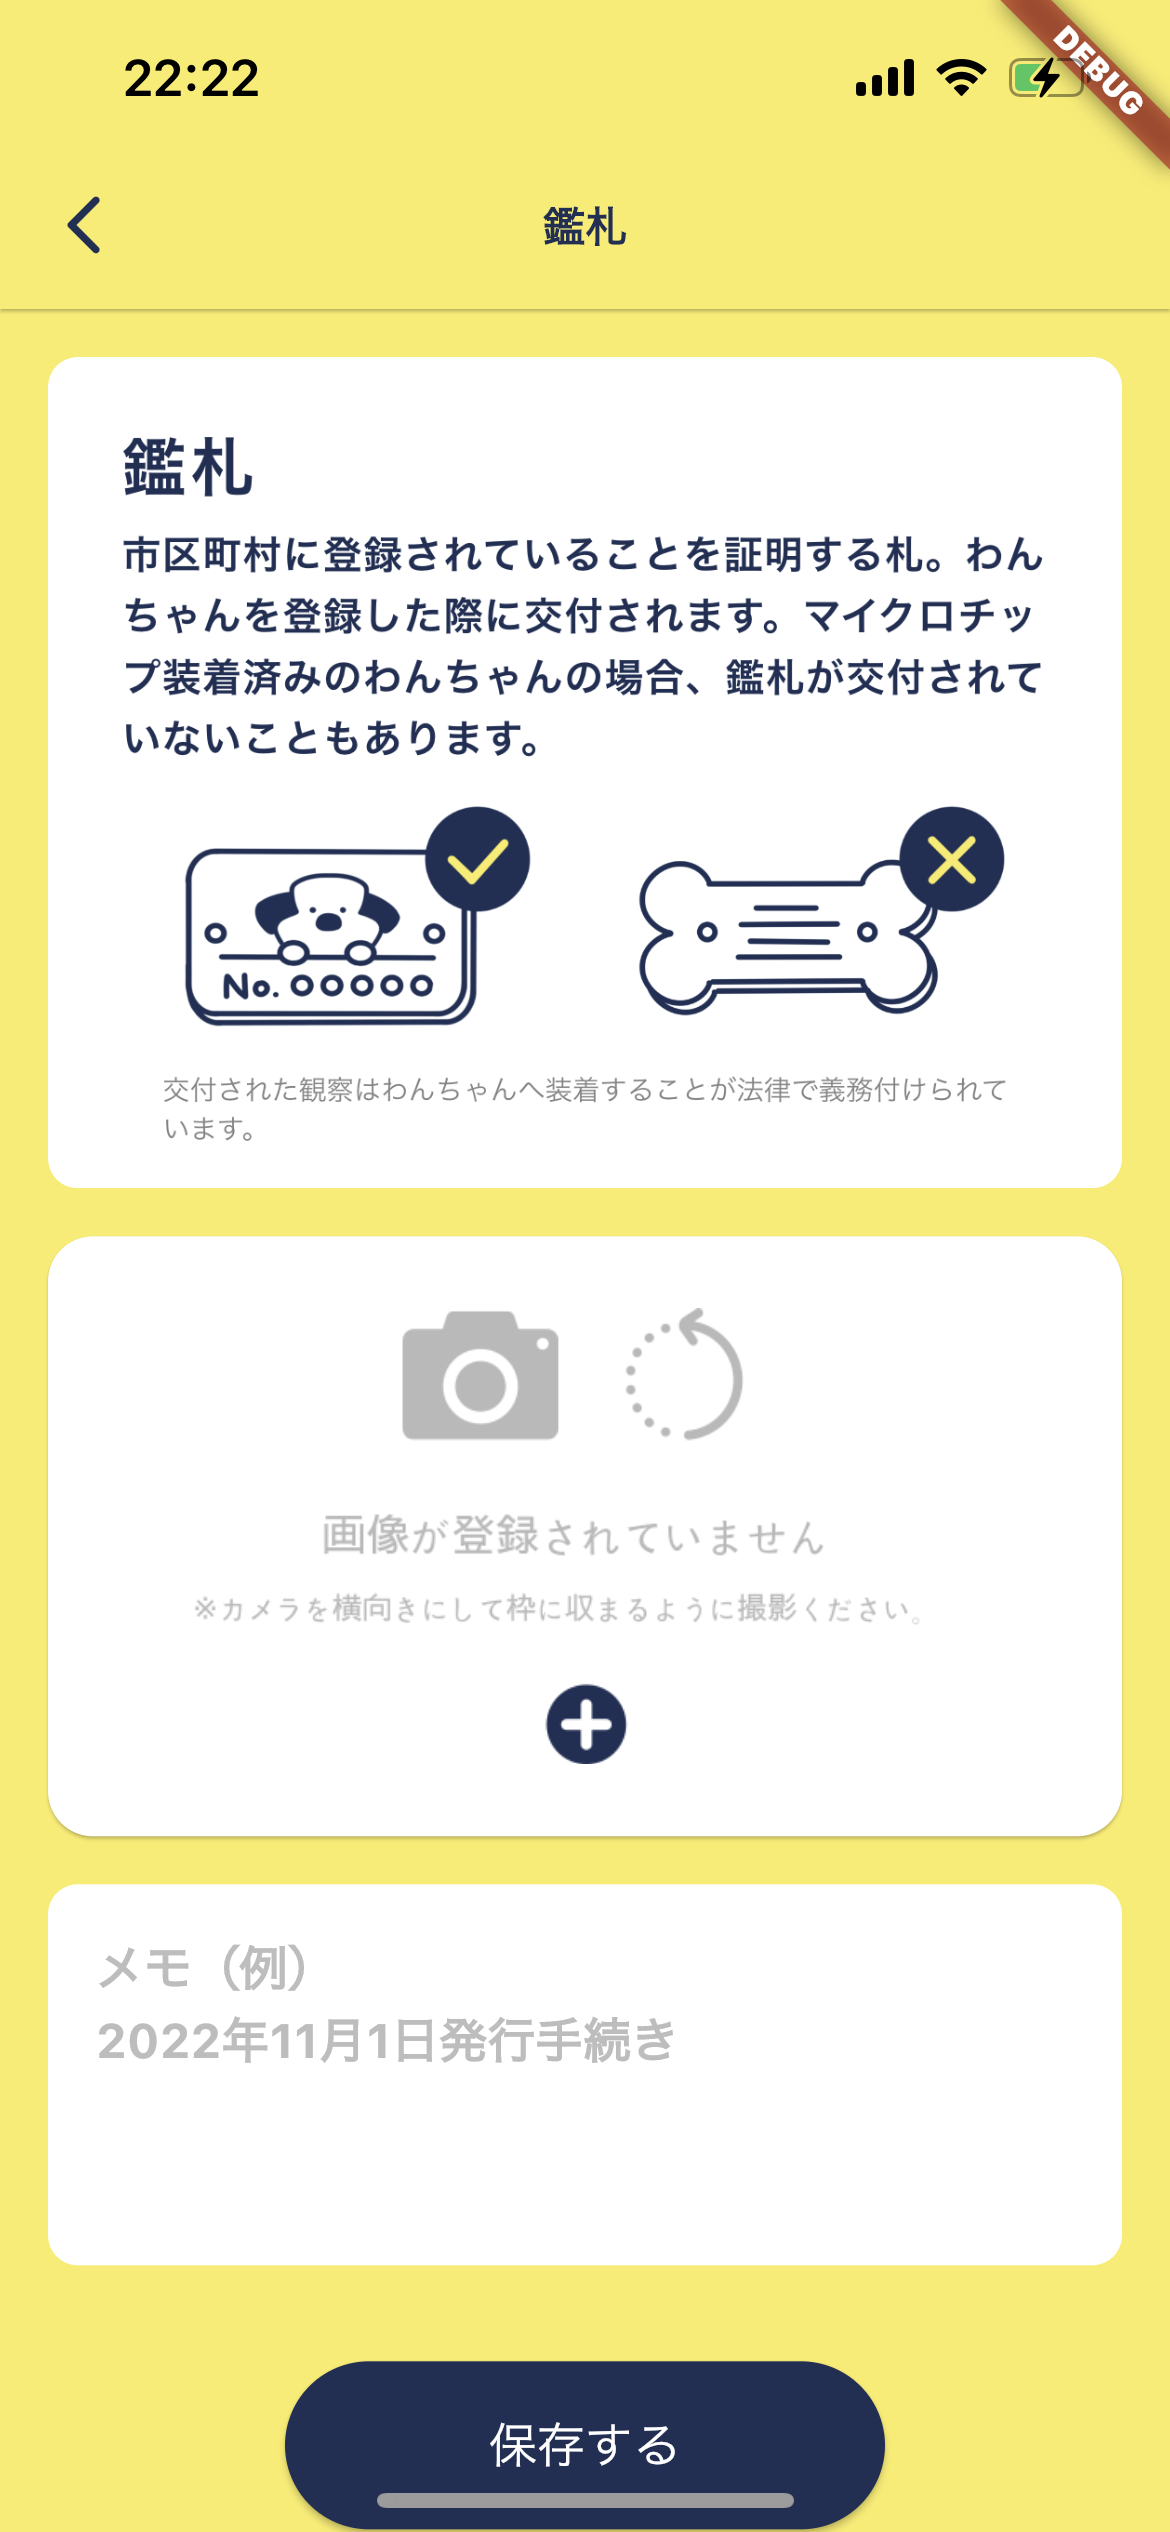 22:22
DEBUG
鑑札
鑑札
市区町村に登録されていることを証明する札。わん
ちゃんを登録した際に交付されます。マイクロチッ
プ装着済みのわんちゃんの場合、鑑札が交付されて
いないこともあります。
No. ○○○○○
交付された観察はわんちゃんへ装着することが法律で義務付けられて
います。
画像が登録されていません
※カメラを横向きにして枠に収まるように撮影ください。
メモ（例）
2022年11月1日発行手続き
保存する